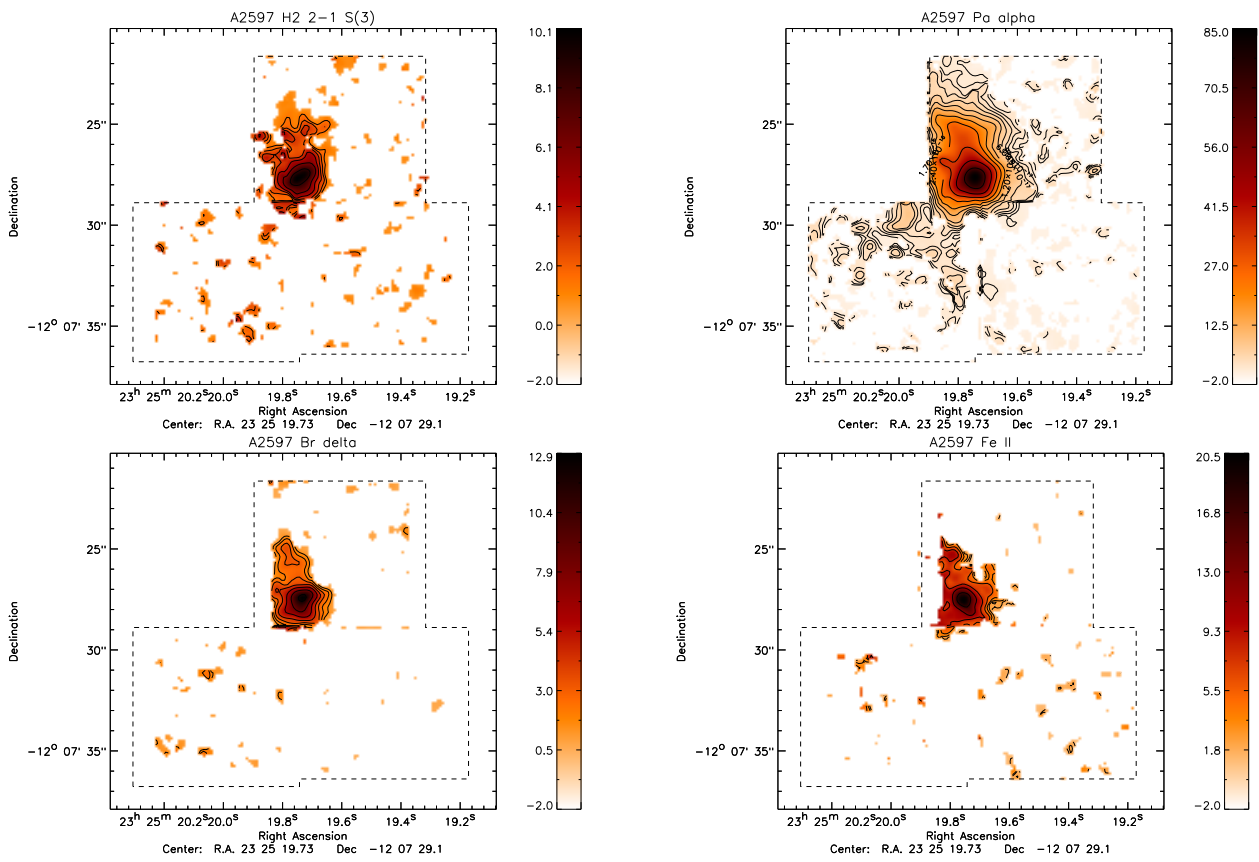 A2597 H2 2-1 S(3)
10.1
8.1
6.1
4.1
2.0
0.0
-2.0
Declination
25"
30"
-12° 07' 35"
23h 25m 20.2s 20.0s 19.8s 19.6s 19.4s 19.2s
Right Ascension
Center: R.A. 23 25 19.73 Dec -12 07 29.1
A2597 Pa alpha
85.0
70.5
56.0
41.5
27.0
12.5
-2.0
Declination
25"
30"
-12° 07' 35"
23h 25m 20.2s 20.0s 19.8s 19.6s 19.4s 19.2s
Right Ascension
Center: R.A. 23 25 19.73 Dec -12 07 29.1
A2597 Br delta
12.9
10.4
7.9
5.4
3.0
0.5
-2.0
Declination
25"
30"
-12° 07' 35"
23h 25m 20.2s 20.0s 19.8s 19.6s 19.4s 19.2s
Right Ascension
Center: R.A. 23 25 19.73 Dec -12 07 29.1
A2597 Fe II
20.5
16.8
13.0
9.3
5.5
1.8
-2.0
Declination
25"
30"
-12° 07' 35"
23h 25m 20.2s 20.0s 19.8s 19.6s 19.4s 19.2s
Right Ascension
Center: R.A. 23 25 19.73 Dec -12 07 29.1